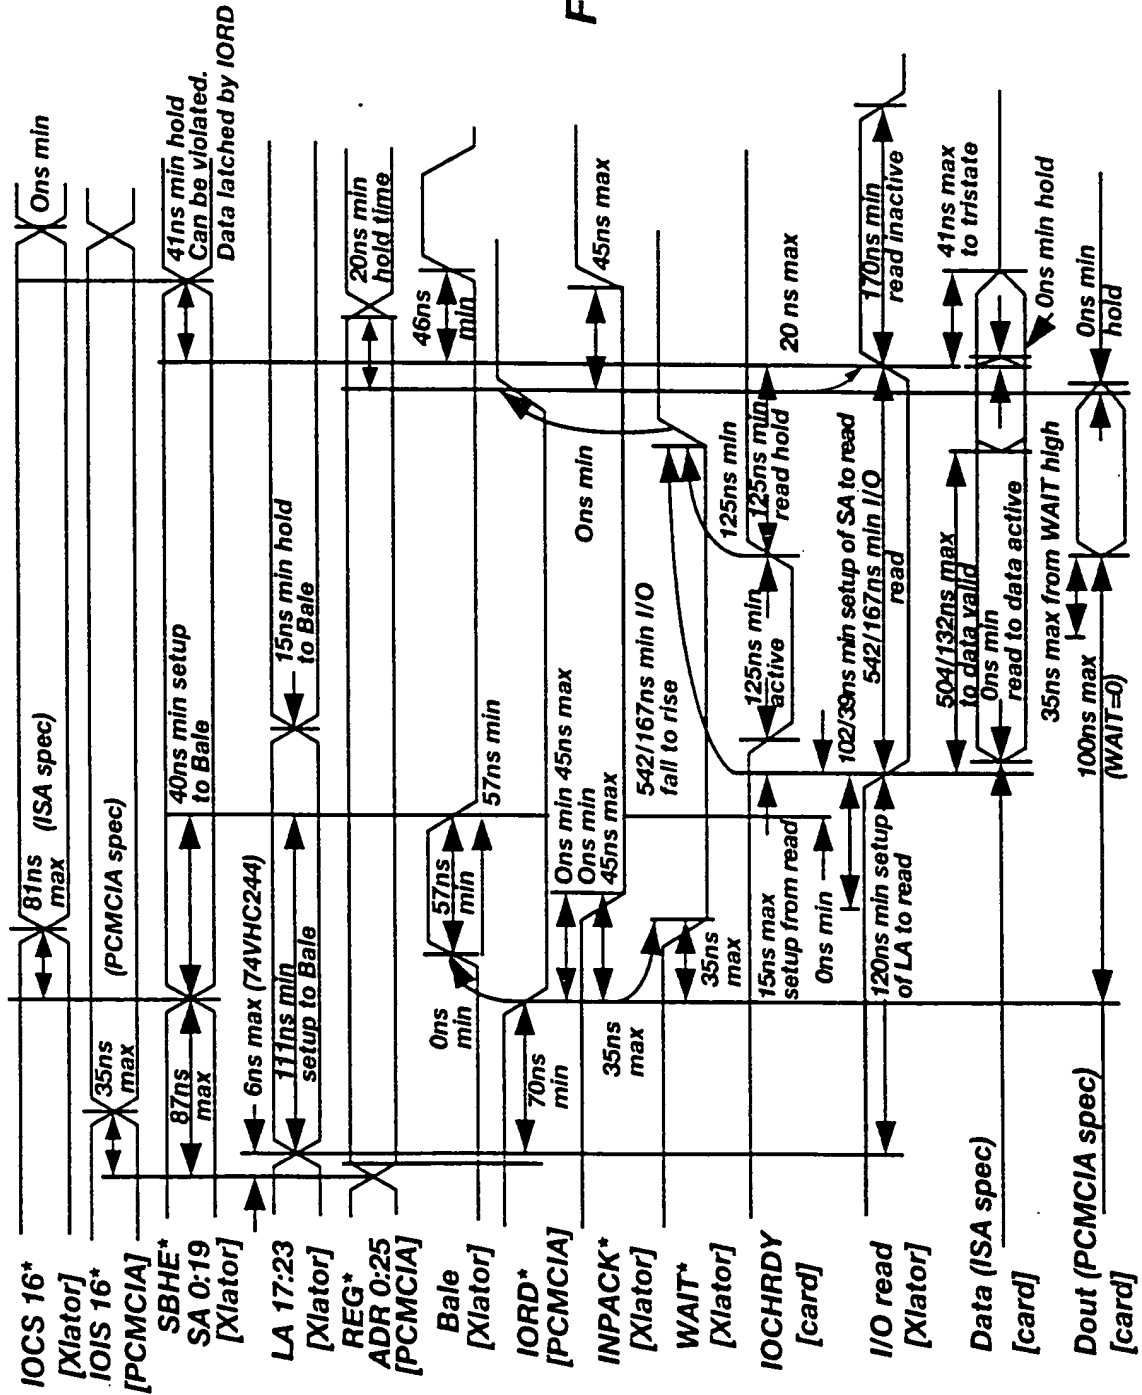 IOCS 16*
[Xlator]
81ns
max
(ISA spec)
0ns min
IOIS 16*
[PCMCIA]
35ns
max
(PCMCIA spec)
SBHE*
SA 0:19
[Xlator]
87ns
max
40ns min setup
to Bale
41ns min hold
Can be violated.
Data latched by IORD
6ns max (74VHC244)
LA 17:23
[Xlator]
111ns min
setup to Bale
15ns min hold
to Bale
REG*
ADR 0:25
[PCMCIA]
20ns min
hold time
Bale
[Xlator]
0ns
min
57ns
min
57ns min
46ns
min
IORD*
[PCMCIA]
70ns
min
0ns min 45ns max
0ns min
INPACK*
[Xlator]
35ns
max
0ns min
45ns max
45ns max
WAIT*
[Xlator]
35ns
max
542/167ns min I/O
fall to rise
125ns min
IOCHRDY
[card]
15ns max
setup from read
125ns min
active
125ns min
read hold
20 ns max
0ns min
102/39ns min setup of SA to read
I/O read
[Xlator]
120ns min setup
of LA to read
542/167ns min I/O
read
170ns min
read inactive
Data (ISA spec)
[card]
504/132ns max
to data valid
0ns min
read to data active
41ns max
to tristate
0ns min hold
35ns max from WAIT high
Dout (PCMCIA spec)
[card]
100ns max
(WAIT=0)
0ns min
hold
F